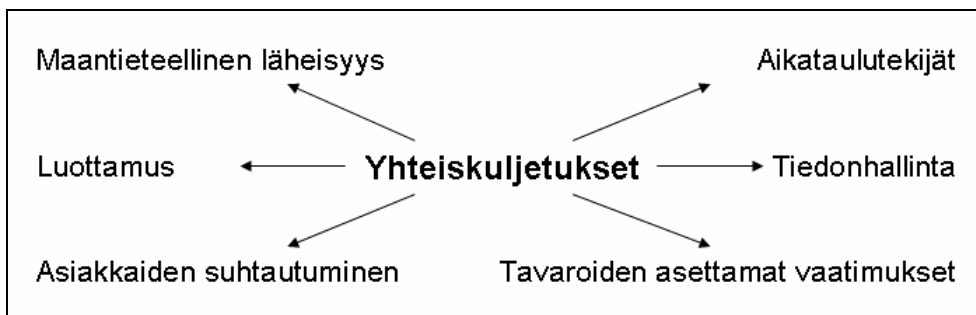 Maantieteellinen läheisyys
Aikataulutekijät
Luottamus
Yhteiskuljetukset
Tiedonhallinta
Asiakkaiden suhtautuminen
Tavaroiden asettamat vaatimukset